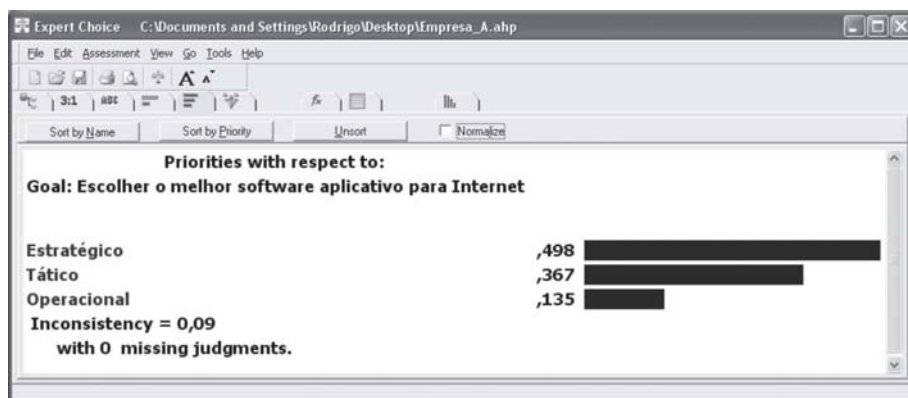 Expert Choice C:\Documents and Settings\Rodrigo\Desktop\Empresa_A.ahp
File Edit Assessment View Go Tools Help
3:1 ABC
Sort by Name Sort by Priority Unsort Normalize
Priorities with respect to:
Goal: Escolher o melhor software aplicativo para Internet
Estratégico ,498
Tático ,367
Operacional ,135
Inconsistency = 0,09
with 0 missing judgments.